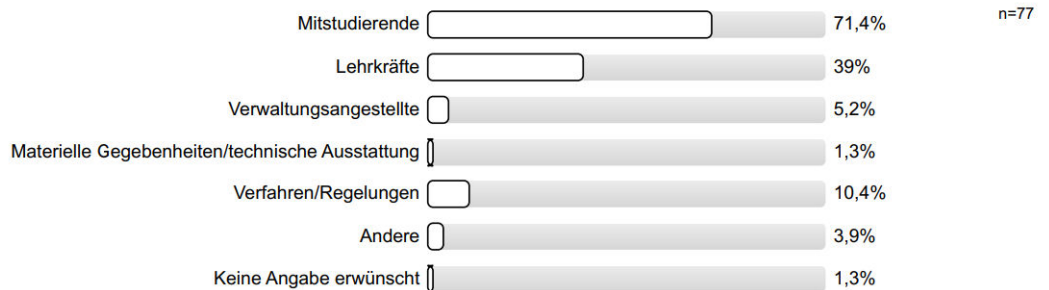 n=77
Mitstudierende 71,4%
Lehrkräfte 39%
Verwaltungsangestellte 5,2%
Materielle Gegebenheiten/technische Ausstattung 1,3%
Verfahren/Regelungen 10,4%
Andere 3,9%
Keine Angabe erwünscht 1,3%